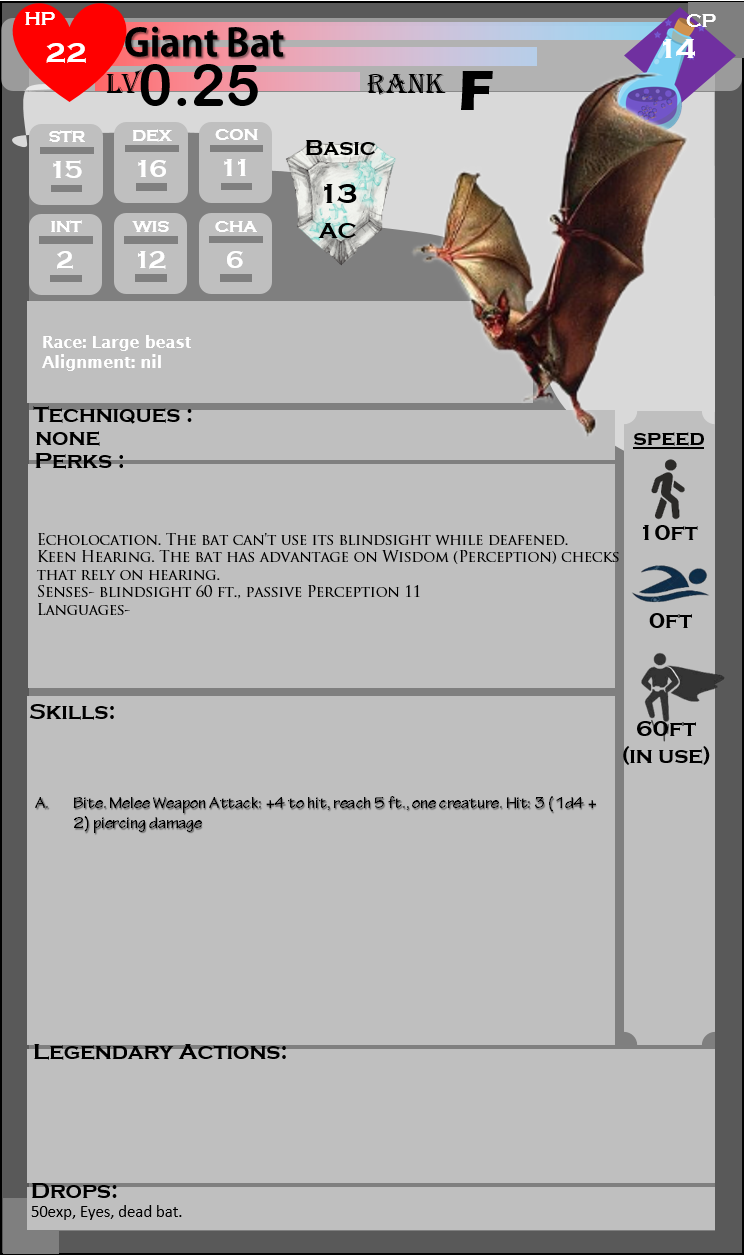 HP
22
Giant Bat
CP
14
LV 0.25
RANK F
STR
15
DEX
16
CON
11
INT
2
WIS
12
CHA
6
Basic
13
AC
Race: Large beast
Alignment: nil
Techniques :
none
Perks :
Echolocation. The bat can't use its blindsight while deafened.
Keen Hearing. The bat has advantage on Wisdom (Perception) checks
that rely on hearing.
Senses- blindsight 60 ft., passive Perception 11
Languages-
SPEED
10ft
0ft
60ft
(in use)
Skills:
A. Bite. Melee Weapon Attack: +4 to hit, reach 5 ft., one creature. Hit: 3 (1d4 +
2) piercing damage
Legendary Actions:
Drops:
50exp, Eyes, dead bat.